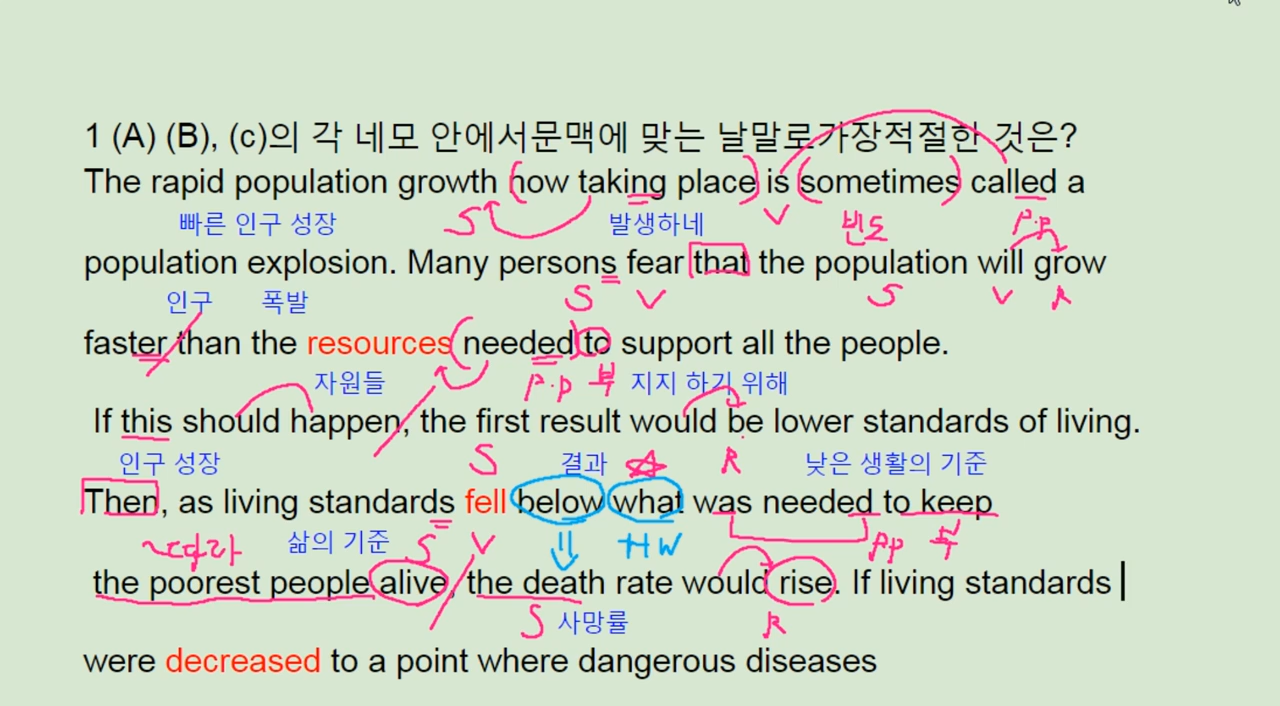 1 (A) (B), (c)의 각 네모 안에서문맥에 맞는 날말로가장적절한 것은?
The rapid population growth now taking place is sometimes called a
빠른 인구 성장 S 발생하네 V 빈도 P.P
population explosion. Many persons fear that the population will grow
인구 폭발 S V S V R
faster than the resources needed to support all the people.
자원들 P.P 부 지지 하기 위해
If this should happen, the first result would be lower standards of living.
인구 성장 S 결과 R 낮은 생활의 기준
Then, as living standards fell below what was needed to keep
~따라 삶의 기준 S V HW PP 부
the poorest people alive, the death rate would rise. If living standards
S 사망률 R
were decreased to a point where dangerous diseases